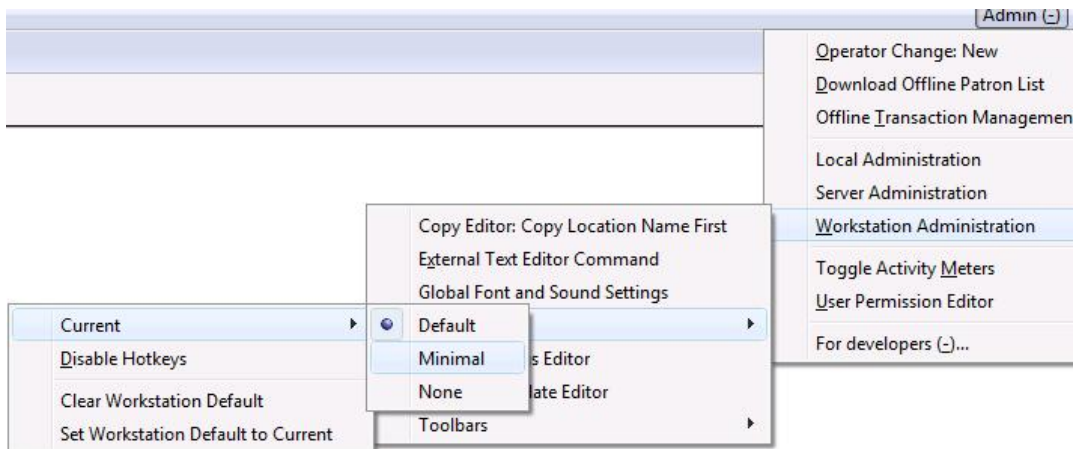 Admin (-)
Operator Change: New
Download Offline Patron List
Offline Transaction Managemen
Local Administration
Server Administration
Workstation Administration
Toggle Activity Meters
User Permission Editor
For developers (-)...
Copy Editor: Copy Location Name First
External Text Editor Command
Global Font and Sound Settings
s Editor
late Editor
Toolbars
Default
Minimal
None
Current
Disable Hotkeys
Clear Workstation Default
Set Workstation Default to Current